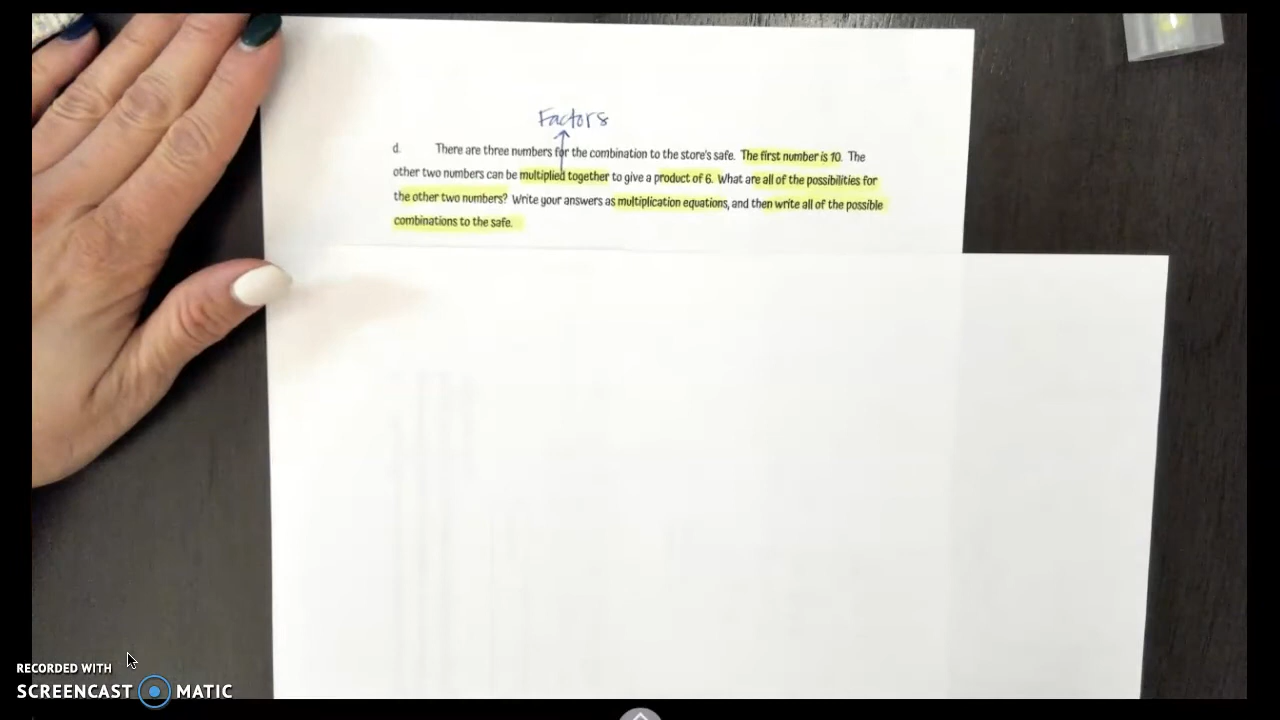 Factors
d. There are three numbers for the combination to the store's safe. The first number is 10. The
other two numbers can be multiplied together to give a product of 6. What are all of the possibilities for
the other two numbers? Write your answers as multiplication equations, and then write all of the possible
combinations to the safe.
RECORDED WITH
SCREENCAST MATIC